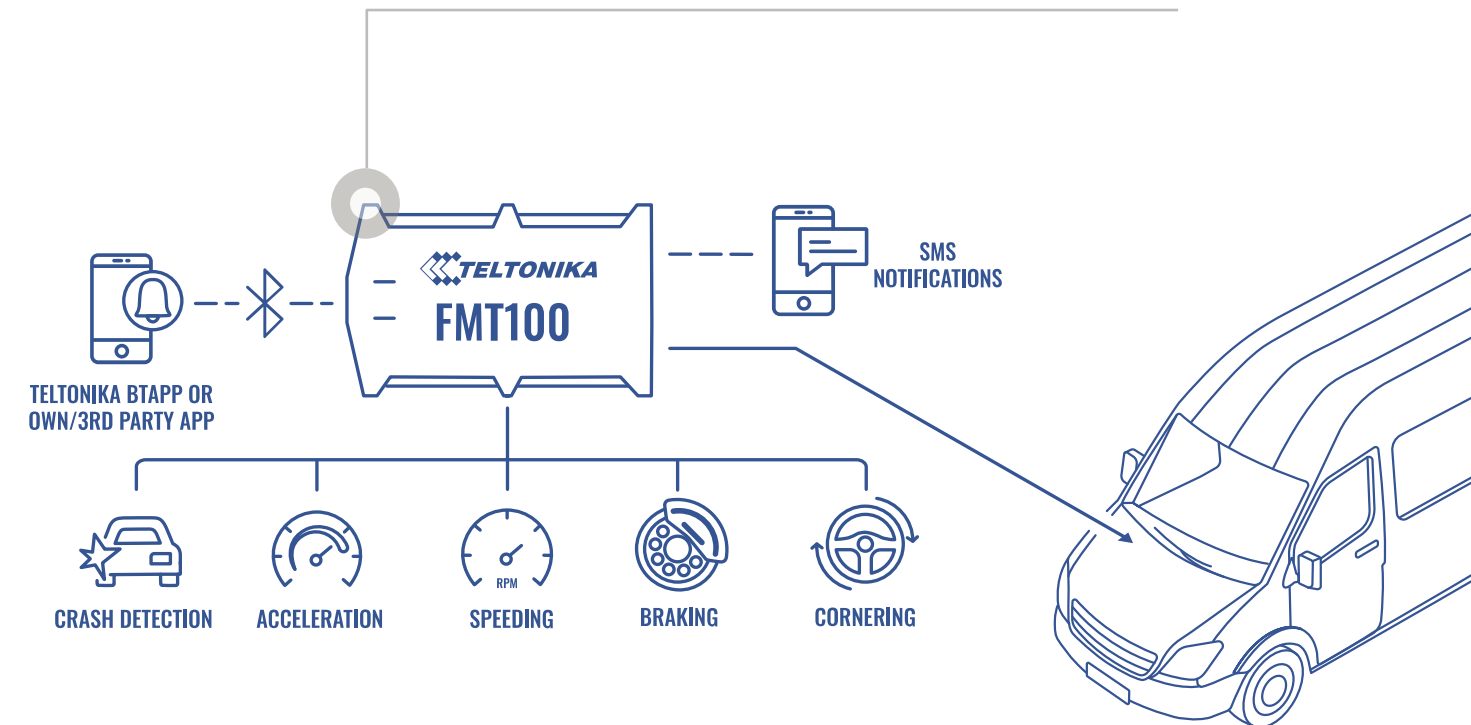 TELTONIKA
FMT100
SMS
NOTIFICATIONS
TELTONIKA BTAPP OR
OWN/3RD PARTY APP
RPM
CRASH DETECTION
ACCELERATION
SPEEDING
BRAKING
CORNERING